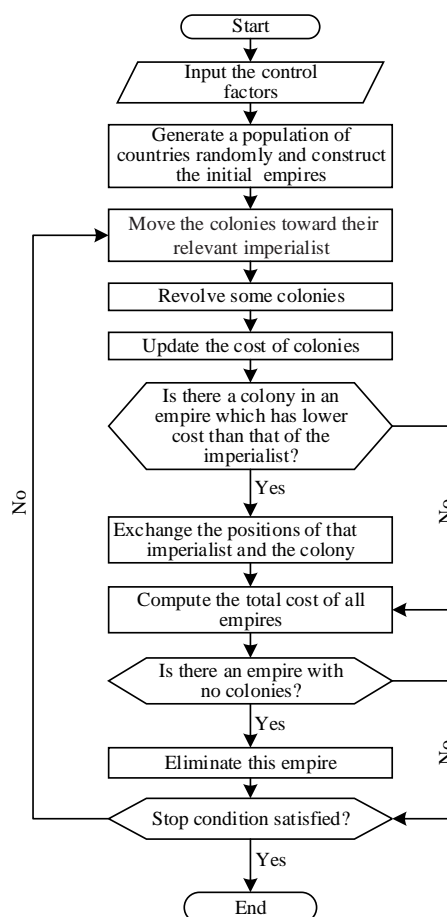 Start
Input the control
factors
Generate a population of
countries randomly and construct
the initial empires
Move the colonies toward their
relevant imperialist
Revolve some colonies
Update the cost of colonies
Is there a colony in an
empire which has lower
cost than that of the
imperialist?
No
No
Yes
Exchange the positions of that
imperialist and the colony
Compute the total cost of all
empires
Is there an empire with
no colonies?
Yes
No
Eliminate this empire
Stop condition satisfied?
Yes
End